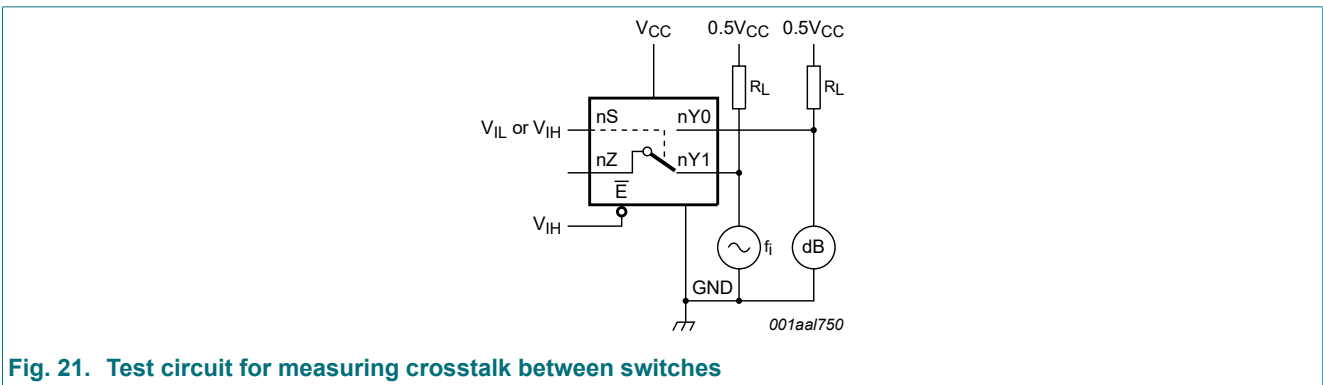 VCC 0.5VCC 0.5VCC
RL RL
nS nY0
VIL or VIH
nZ nY1
E
VIH
fi dB
GND
001aal750
Fig. 21. Test circuit for measuring crosstalk between switches